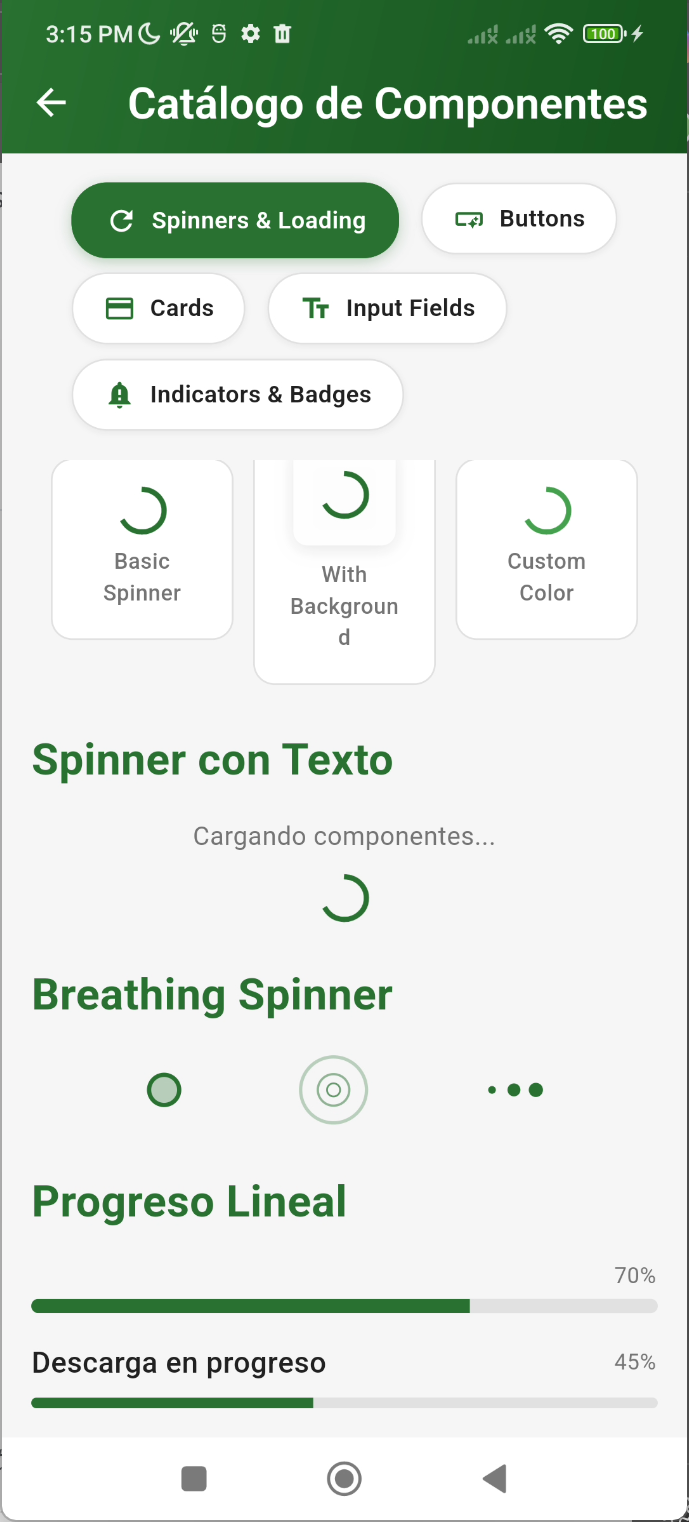 3:15 PM
100
Catálogo de Componentes
Spinners & Loading
Buttons
Cards
Input Fields
Indicators & Badges
Basic
Spinner
With
Backgroun
d
Custom
Color
Spinner con Texto
Cargando componentes...
Breathing Spinner
Progreso Lineal
70%
Descarga en progreso
45%